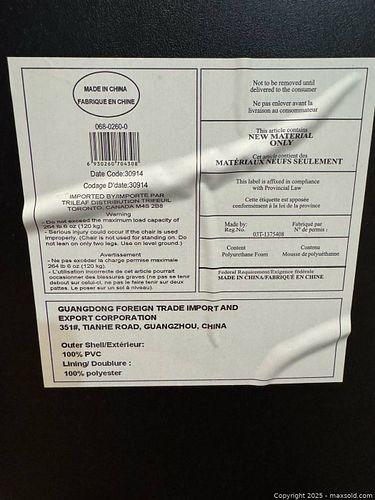 MADE IN CHINA
FABRIQUE EN CHINE
068-0260-0
6 930260 704308
Date Code:30914
Codage D'date:30914
IMPORTED BY/IMPORTE PAR
TRILEAF DISTRIBUTION TRIFEUIL
TORONTO, CANADA M4S 2B8
Warning
- Do not exceed the maximum load capacity of
264 lb 6 oz (120 kg).
- Serious injury could occur if the chair is used
improperly. (Chair is not used for standing on. Do
not lean on only two legs. Use on level ground.)
Avertissement
- Ne pas excéder la charge permise maximale
264 lb 6 oz (120 kg).
- L'utilisation incorrecte de cet article pourrait
occasionner des blessures graves (ne pas se tenir
debout sur celui-ci, ne pas le faire tenir sur deux
pattes. Le poser sur un sol à niveau).
Not to be removed until
delivered to the consumer
Ne pas enlever avant la
livraison au consommateur
This article contains
NEW MATERIAL
ONLY
Cet article contient des
MATÉRIAUX NEUFS SEULEMENT
This label is affixed in compliance
with Provincial Law
Cette étiquette est apposée
conformément à la loi de la province
Made by: Fabriqué par
Reg.No. N° de permis :
03T-1375408
Content Contenu
Polyurethane Foam Mousse de polyuréthanne
Federal Requirement/Exigence fédérale
MADE IN CHINA/FABRIQUÉ EN CHINE
GUANGDONG FOREIGN TRADE IMPORT AND
EXPORT CORPORATION
351#, TIANHE ROAD, GUANGZHOU, CHINA
Outer Shell/Extérieur:
100% PVC
Lining/ Doublure :
100% polyester
Copyright © 2025 - maxsold.com